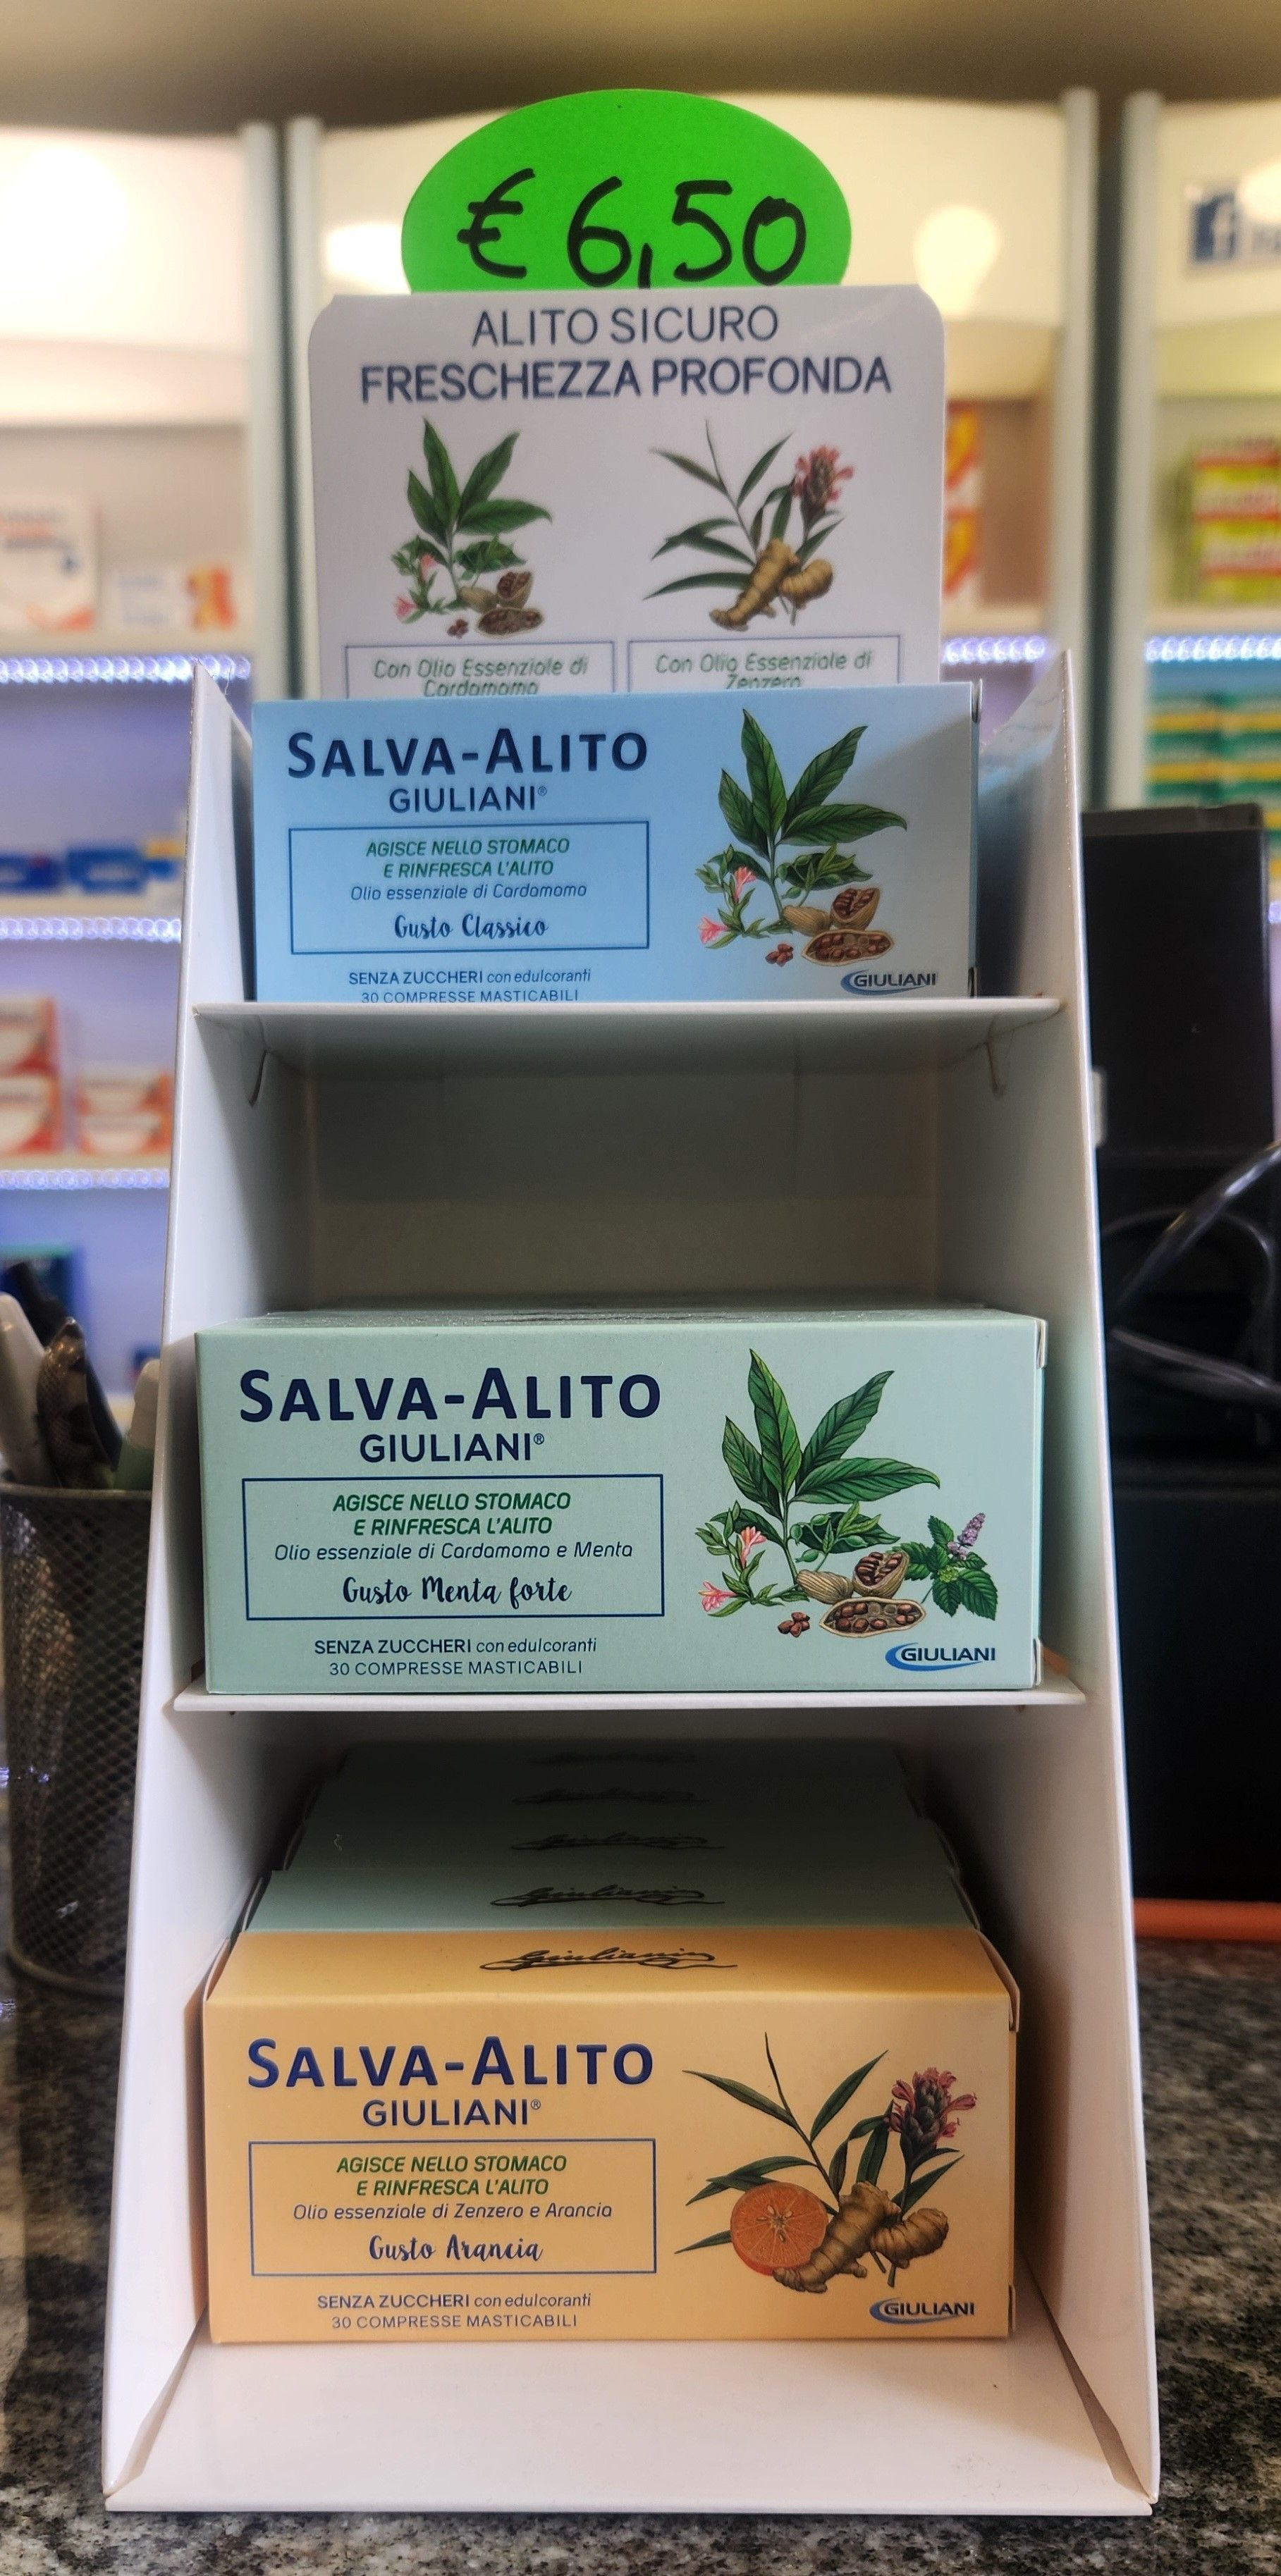 € 6,50
ALITO SICURO
FRESCHEZZA PROFONDA
Con Olio Essenziale di
Cardamomo
Con Olio Essenziale di
Zenzero
SALVA-ALITO
GIULIANI®
AGISCE NELLO STOMACO
E RINFRESCA L'ALITO
Olio essenziale di Cardamomo
Gusto Classico
SENZA ZUCCHERI con edulcoranti
30 COMPRESSE MASTICABILI
GIULIANI
SALVA-ALITO
GIULIANI®
AGISCE NELLO STOMACO
E RINFRESCA L'ALITO
Olio essenziale di Cardamomo e Menta
Gusto Menta forte
SENZA ZUCCHERI con edulcoranti
30 COMPRESSE MASTICABILI
GIULIANI
Giuliani
Giuliani
Giuliani
SALVA-ALITO
GIULIANI®
AGISCE NELLO STOMACO
E RINFRESCA L'ALITO
Olio essenziale di Zenzero e Arancia
Gusto Arancia
SENZA ZUCCHERI con edulcoranti
30 COMPRESSE MASTICABILI
GIULIANI